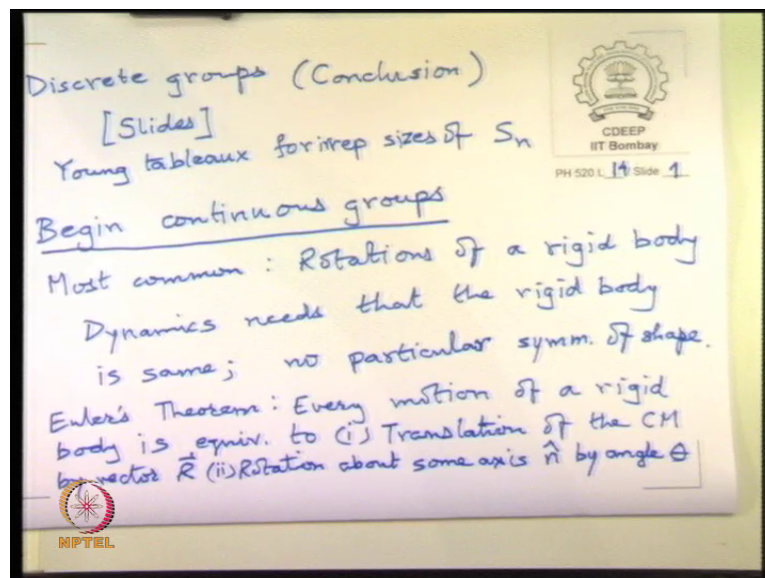 Discrete groups (Conclusion)
[Slides]
Young tableaux for irrep sizes of Sn
CDEEP
IIT Bombay
PH 520 L 14 / Slide 1
Begin continuous groups
Most common : Rotations of a rigid body
Dynamics needs that the rigid body
is same; no particular symm. of shape.
Euler's Theorem : Every motion of a rigid
body is equiv. to (i) Translation of the CM
by vector R⃗ (ii) Rotation about some axis n̂ by angle θ
NPTEL